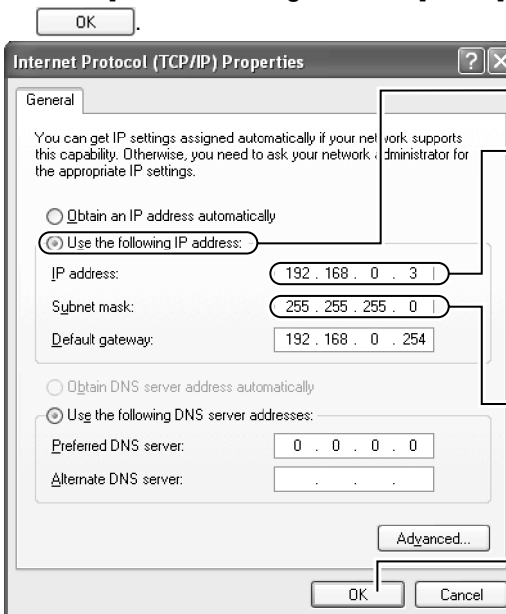 OK .
Internet Protocol (TCP/IP) Properties
General
You can get IP settings assigned automatically if your network supports
this capability. Otherwise, you need to ask your network administrator for
the appropriate IP settings.
Obtain an IP address automatically
Use the following IP address:
IP address: 192 . 168 . 0 . 3
Subnet mask: 255 . 255 . 255 . 0
Default gateway: 192 . 168 . 0 . 254
Obtain DNS server address automatically
Use the following DNS server addresses:
Preferred DNS server: 0 . 0 . 0 . 0
Alternate DNS server: . . .
Advanced...
OK Cancel